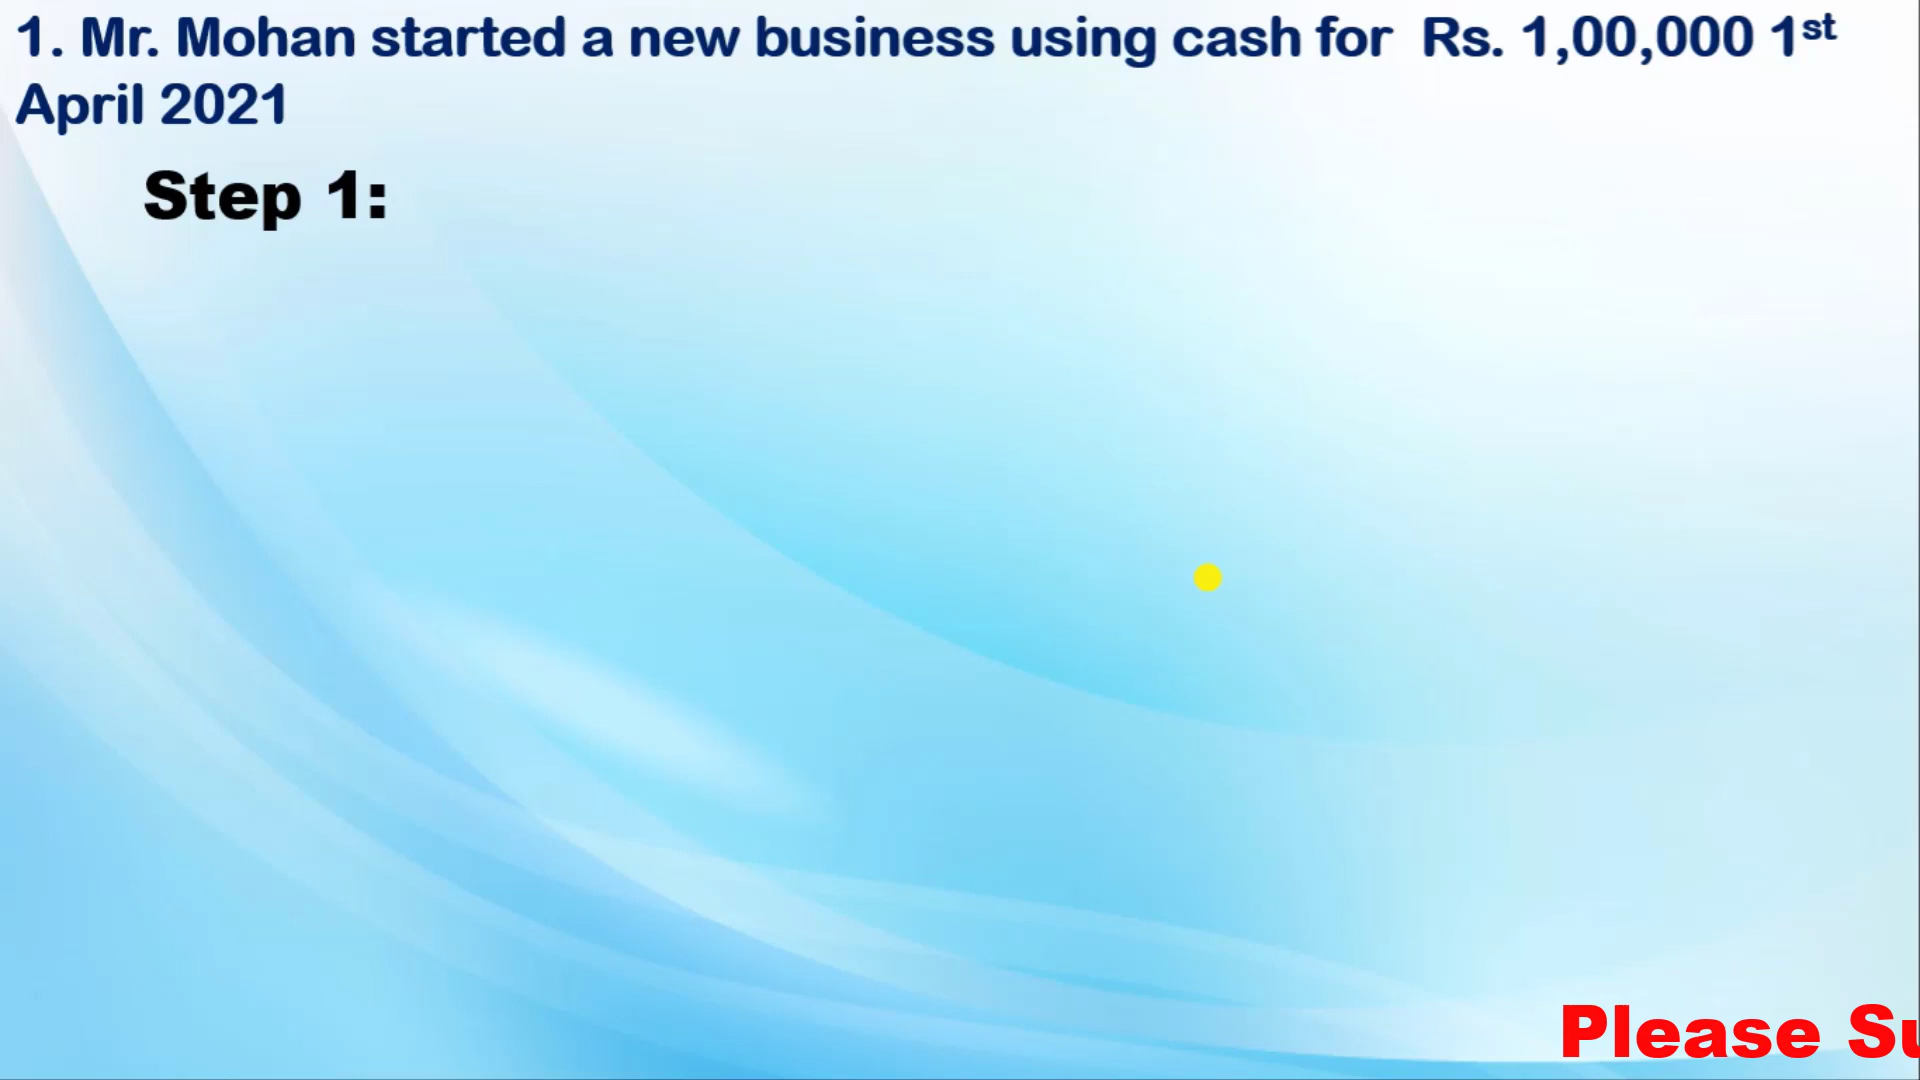 1. Mr. Mohan started a new business using cash for Rs. 1,00,000 1st
April 2021
Step 1:
Please